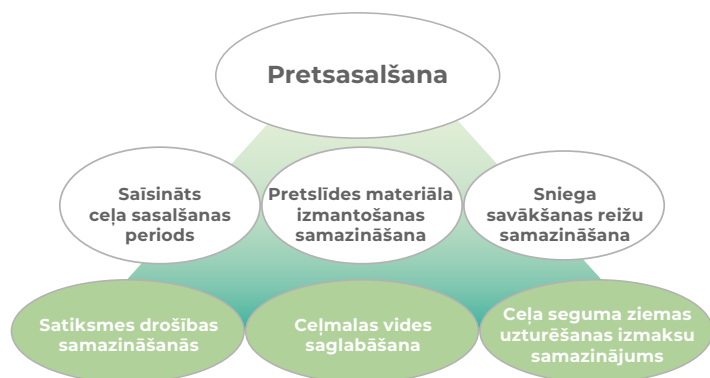 Pretsasalšana
Saīsināts
ceļa sasalšanas
periods
Pretslīdes materiāla
izmantošanas
samazināšana
Sniega
savākšanas reižu
samazināšana
Satiksmes drošības
samazināšanās
Ceļmalas vides
saglabāšana
Ceļa seguma ziemas
uzturēšanas izmaksu
samazinājums